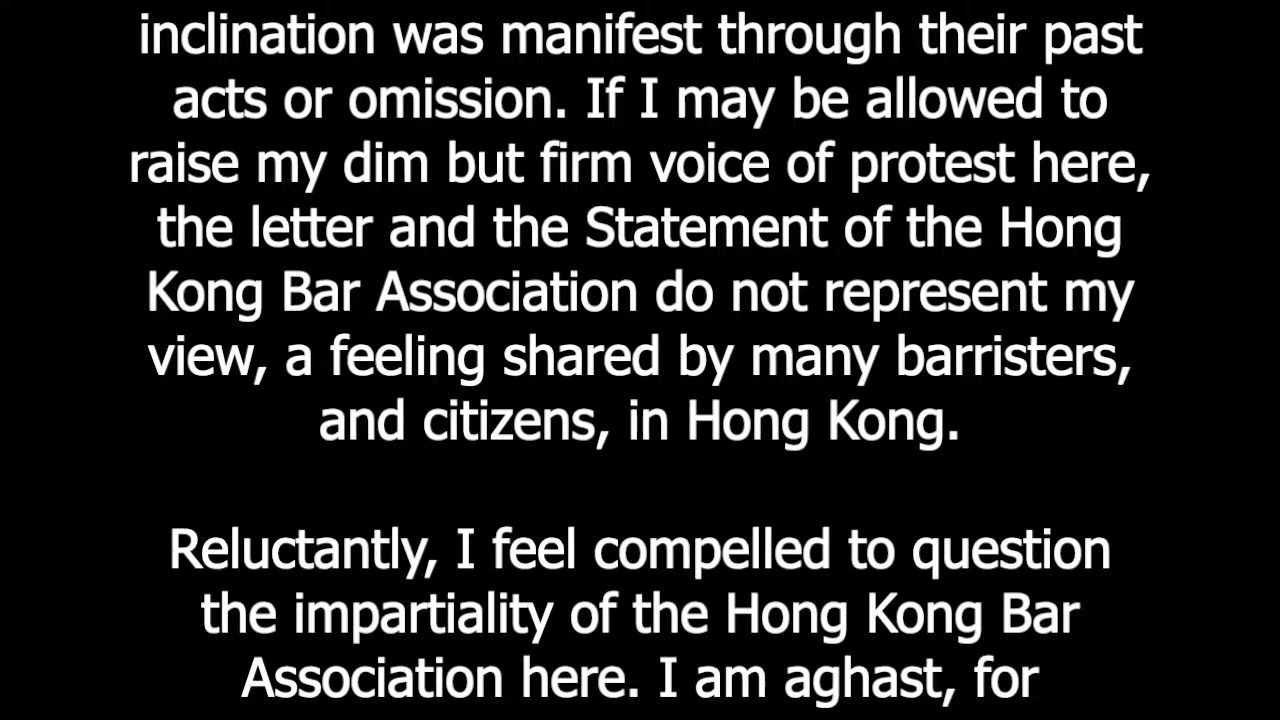 inclination was manifest through their past
acts or omission. If I may be allowed to
raise my dim but firm voice of protest here,
the letter and the Statement of the Hong
Kong Bar Association do not represent my
view, a feeling shared by many barristers,
and citizens, in Hong Kong.
Reluctantly, I feel compelled to question
the impartiality of the Hong Kong Bar
Association here. I am aghast, for